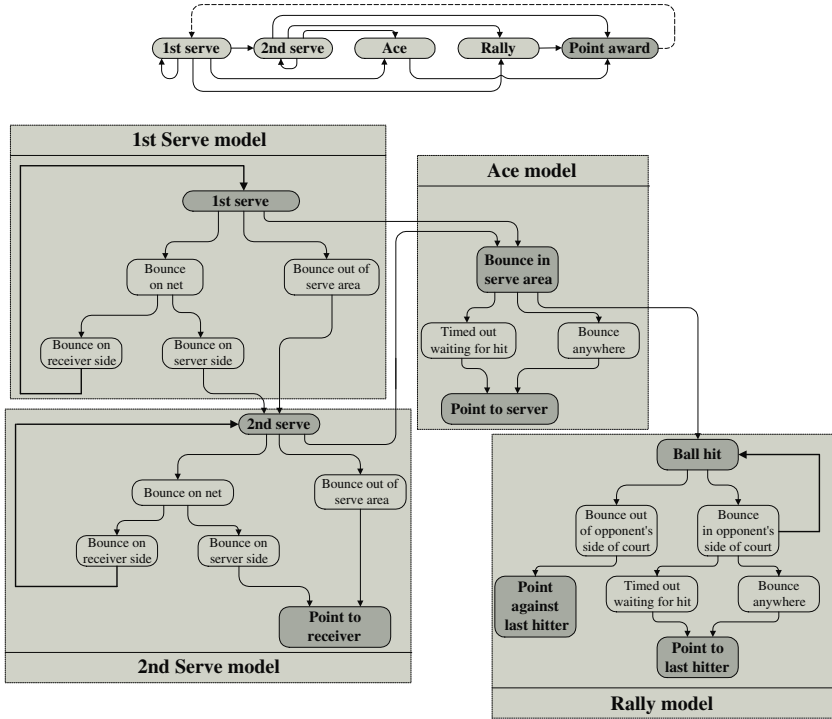 1st serve
2nd serve
Ace
Rally
Point award
1st Serve model
1st serve
Bounce
on net
Bounce out of
serve area
Bounce on
receiver side
Bounce on
server side
Ace model
Bounce in
serve area
Timed out
waiting for hit
Bounce
anywhere
Point to server
2nd serve
Bounce on net
Bounce out of
serve area
Bounce on
receiver side
Bounce on
server side
Point to
receiver
2nd Serve model
Ball hit
Bounce out
of opponent's
side of court
Bounce
in opponent's
side of court
Point
against
last hitter
Timed out
waiting for hit
Bounce
anywhere
Point to
last hitter
Rally model